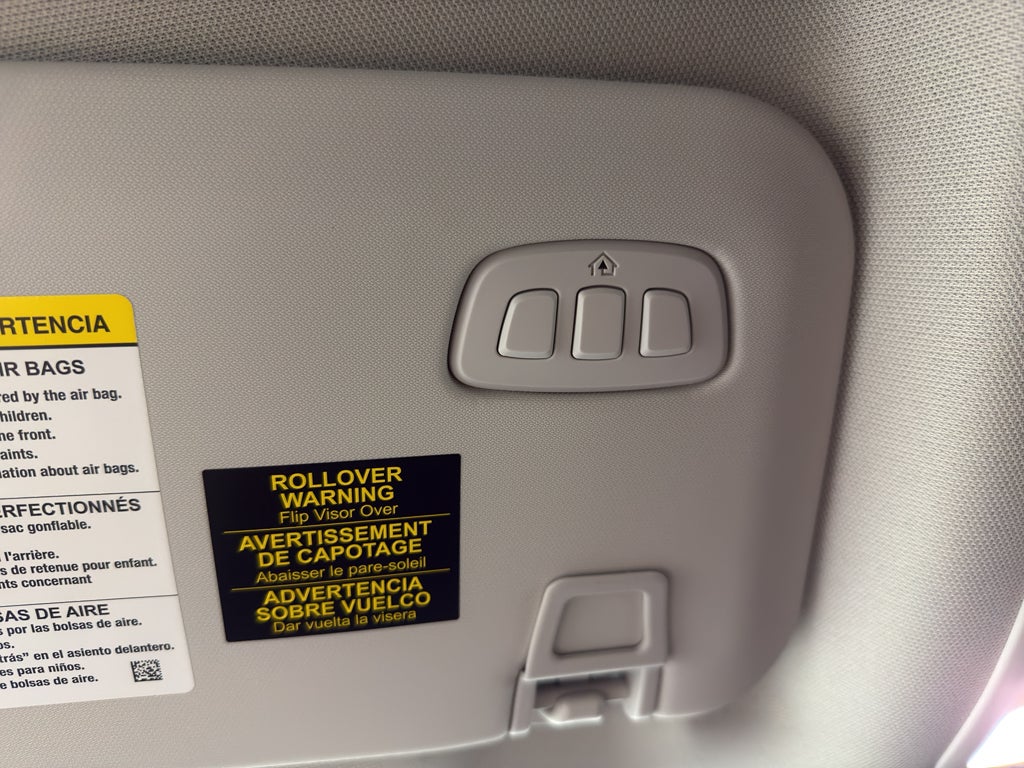 RTENCIA
IR BAGS
red by the air bag.
hildren.
he front.
aints.
ation about air bags.
ERFECTIONNÉS
sac gonflable.
l'arrière.
s de retenue pour enfant.
nts concernant
SAS DE AIRE
s por las bolsas de aire.
os.
trás" en el asiento delantero.
es para niños.
e bolsas de aire.
ROLLOVER
WARNING
Flip Visor Over
AVERTISSEMENT
DE CAPOTAGE
Abaisser le pare-soleil
ADVERTENCIA
SOBRE VUELCO
Dar vuelta la visera